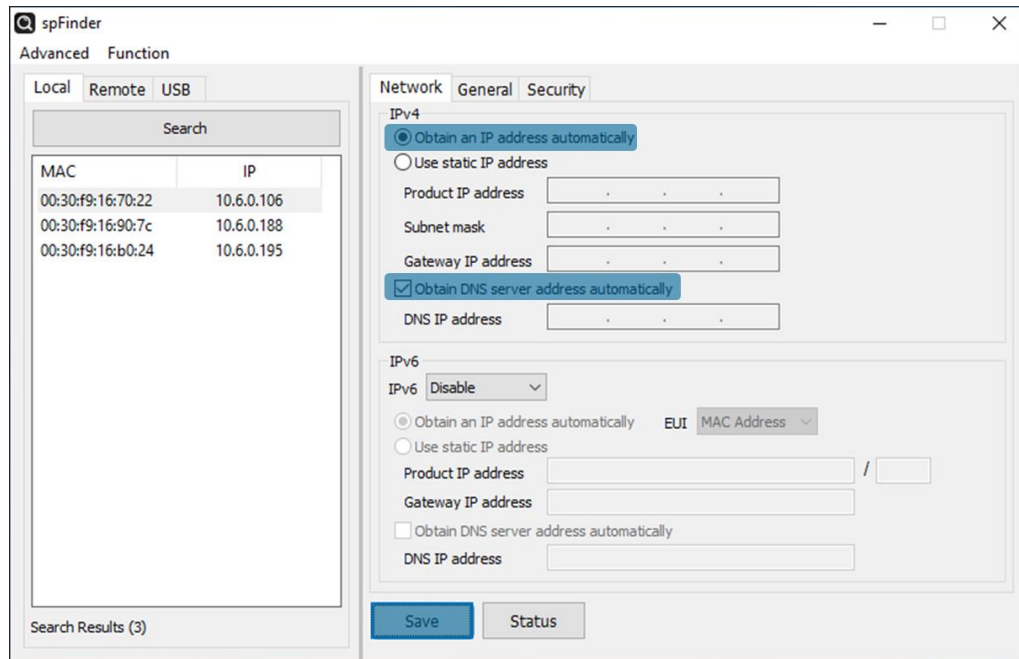 spFinder
Advanced Function
Local Remote USB
Search
MAC IP
00:30:f9:16:70:22 10.6.0.106
00:30:f9:16:90:7c 10.6.0.188
00:30:f9:16:b0:24 10.6.0.195
Search Results (3)
Network General Security
IPv4
Obtain an IP address automatically
Use static IP address
Product IP address . . .
Subnet mask . . .
Gateway IP address . . .
Obtain DNS server address automatically
DNS IP address . . .
IPv6
IPv6 Disable
Obtain an IP address automatically EUI MAC Address
Use static IP address
Product IP address /
Gateway IP address
Obtain DNS server address automatically
DNS IP address
Save Status